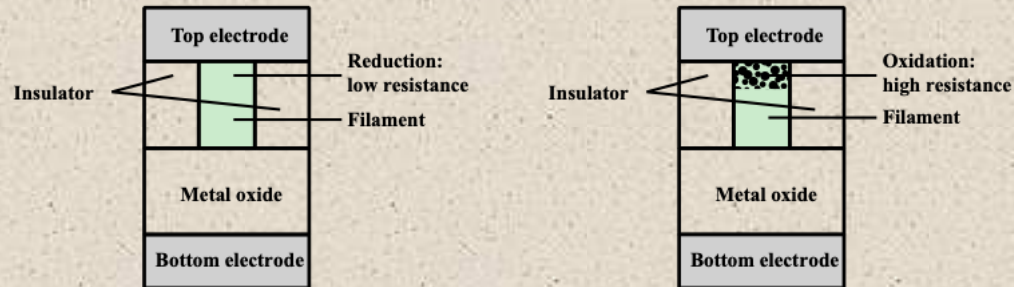 Top electrode
Insulator
Reduction:
low resistance
Filament
Metal oxide
Bottom electrode
Top electrode
Insulator
Oxidation:
high resistance
Filament
Metal oxide
Bottom electrode